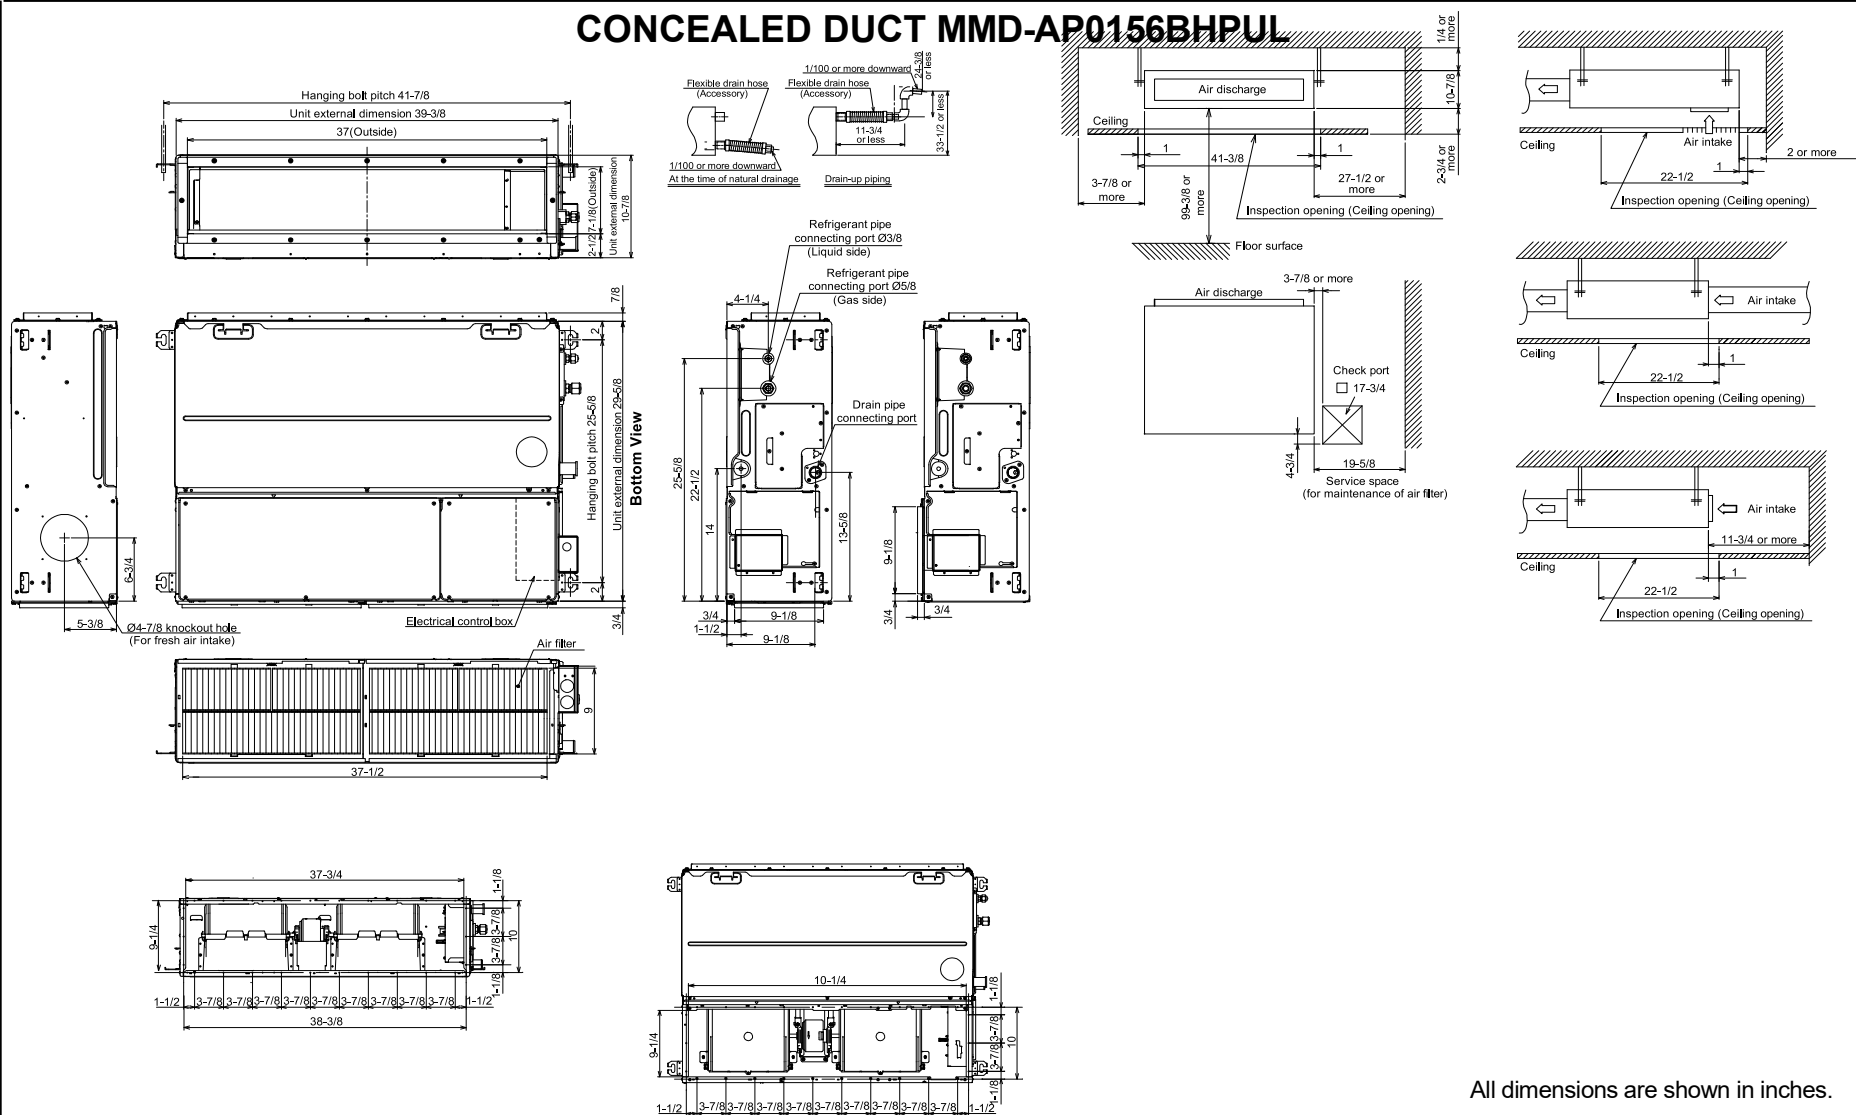 CONCEALED DUCT MMD-AP0156BHPUL
Hanging bolt pitch 41-7/8
Unit external dimension 39-3/8
37(Outside)
2-1/2
7-1/8(Outside)
Unit external dimension
10-7/8
Flexible drain hose
(Accessory)
1/100 or more downward
At the time of natural drainage
1/100 or more downward
Flexible drain hose
(Accessory)
24-3/8
or less
11-3/4
or less
33-1/2 or less
Drain-up piping
Air discharge
Ceiling
1
41-3/8
1
3-7/8 or
more
99-3/8 or
more
27-1/2 or
more
1/4 or
more
10-7/8
2-3/4 or
more
Inspection opening (Ceiling opening)
Floor surface
Ceiling
Air intake
2 or more
1
22-1/2
Inspection opening (Ceiling opening)
6-3/4
5-3/8
Ø4-7/8 knockout hole
(For fresh air intake)
7/8
2
Hanging bolt pitch 25-5/8
Unit external dimension 29-5/8
2
3/4
Bottom View
Electrical control box
Refrigerant pipe
connecting port Ø3/8
(Liquid side)
Refrigerant pipe
connecting port Ø5/8
(Gas side)
4-1/4
Drain pipe
connecting port
25-5/8
22-1/2
14
13-5/8
3/4
9-1/8
1-1/2
9-1/8
9-1/8
3/4
3/4
3-7/8 or more
Air discharge
Check port
17-3/4
4-3/4
19-5/8
Service space
(for maintenance of air filter)
Air intake
Ceiling
1
22-1/2
Inspection opening (Ceiling opening)
Air intake
11-3/4 or more
Ceiling
1
22-1/2
Inspection opening (Ceiling opening)
Air filter
9
37-1/2
37-3/4
9-1/4
1-1/8
3-7/8
3-7/8
10
1-1/8
1-1/2 3-7/8 3-7/8 3-7/8 3-7/8 3-7/8 3-7/8 3-7/8 3-7/8 3-7/8 1-1/2
38-3/8
10-1/4
9-1/4
1-1/8
3-7/8
3-7/8
10
1-1/8
1-1/2 3-7/8 3-7/8 3-7/8 3-7/8 3-7/8 3-7/8 3-7/8 3-7/8 3-7/8 1-1/2
All dimensions are shown in inches.